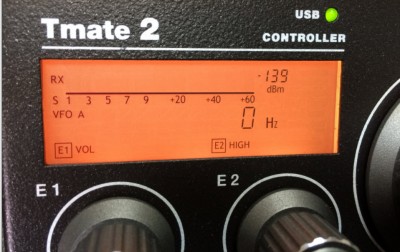 USB
Tmate 2
CONTROLLER
RX
-139
dBm
S 1 3 5 7 9 +20 +40 +60
VFO A
0 Hz
E1 VOL
E2 HIGH
E1
E2